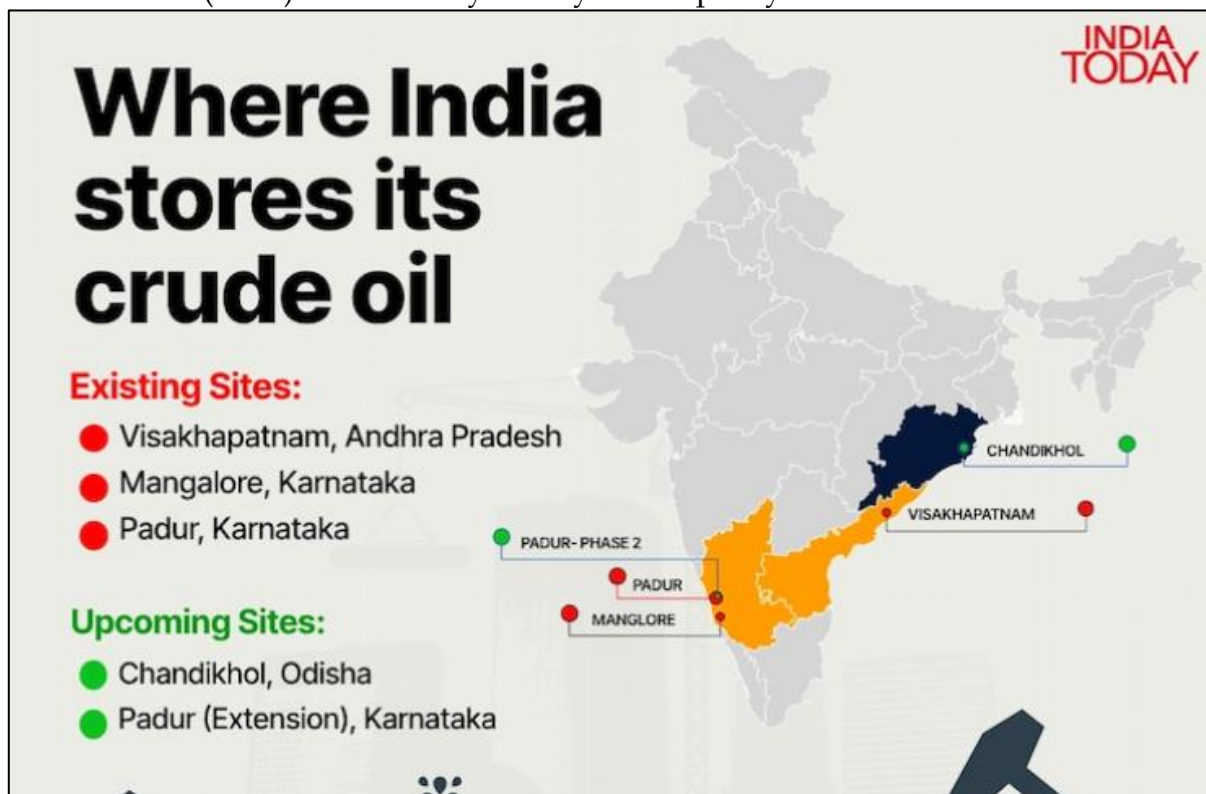 INDIA
TODAY
Where India
stores its
crude oil
Existing Sites:
Visakhapatnam, Andhra Pradesh
Mangalore, Karnataka
Padur, Karnataka
Upcoming Sites:
Chandikhol, Odisha
Padur (Extension), Karnataka
CHANDIKHOL
VISAKHAPATNAM
PADUR- PHASE 2
PADUR
MANGLORE